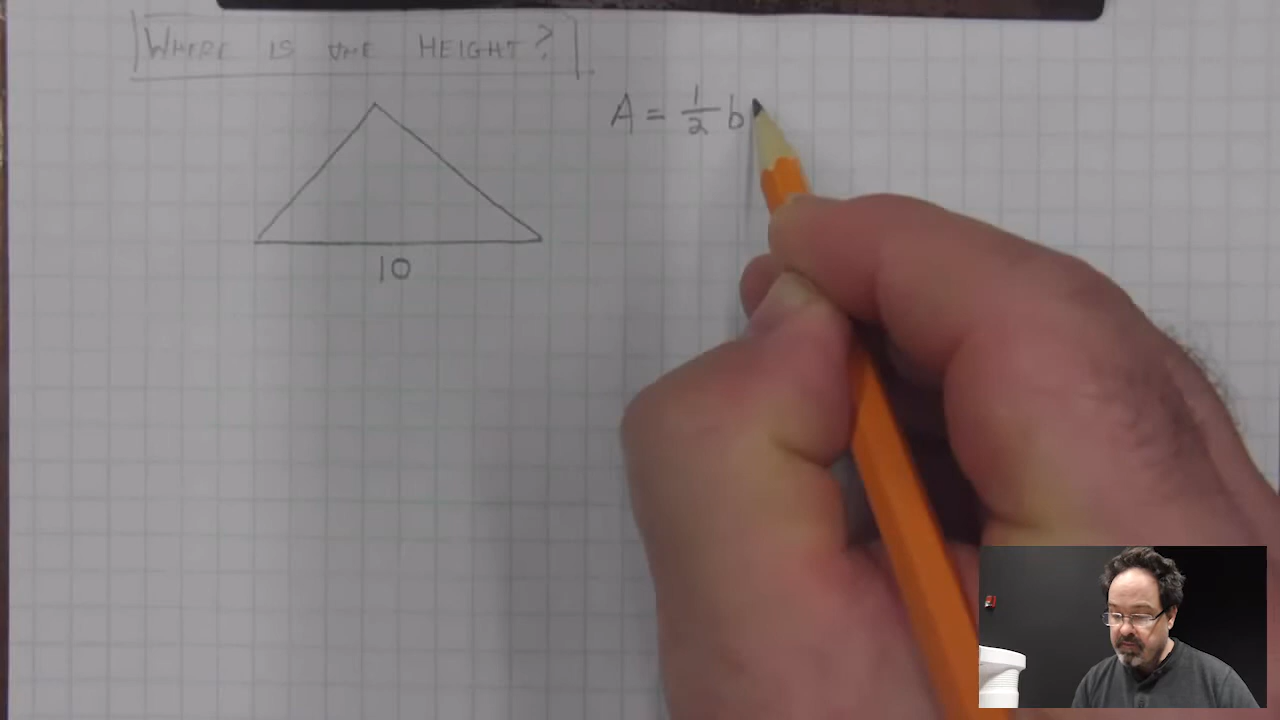 WHERE IS THE HEIGHT?
A = 1/2 b
10